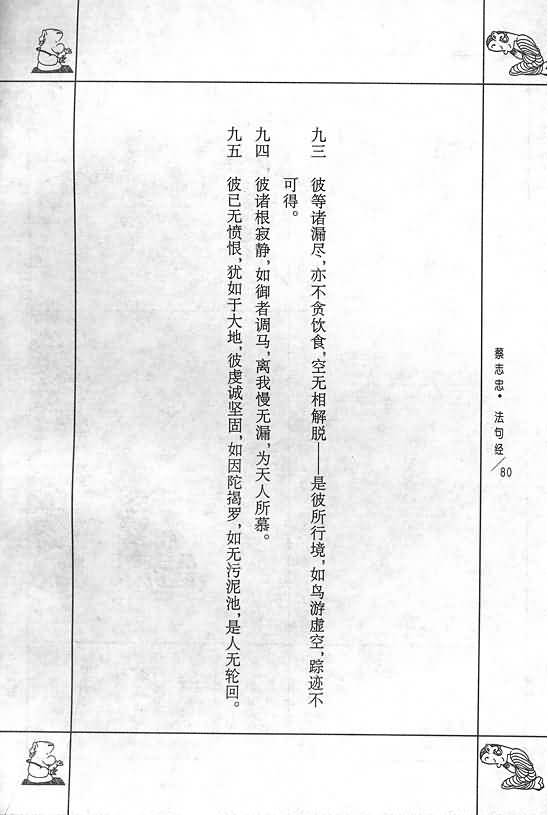 九三　彼等诸漏尽，亦不贪饮食，空无相解脱——是彼所行境，如鸟游虚空，踪迹不
可得。
九四　彼诸根寂静，如御者调马，离我慢无漏，为天人所慕。
九五　彼已无愤恨，犹如于大地，彼虔诚坚固，如因陀揭罗，如无污泥池，是人无轮回。
蔡志忠·法句经/80